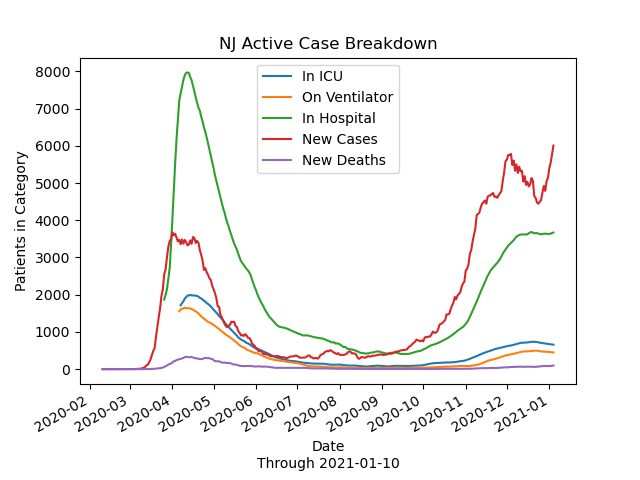 NJ Active Case Breakdown
8000
7000
6000
5000
4000
3000
2000
1000
0
Patients in Category
In ICU
On Ventilator
In Hospital
New Cases
New Deaths
2020-02
2020-03
2020-04
2020-05
2020-06
2020-07
2020-08
2020-09
2020-10
2020-11
2020-12
2021-01
Date
Through 2021-01-10